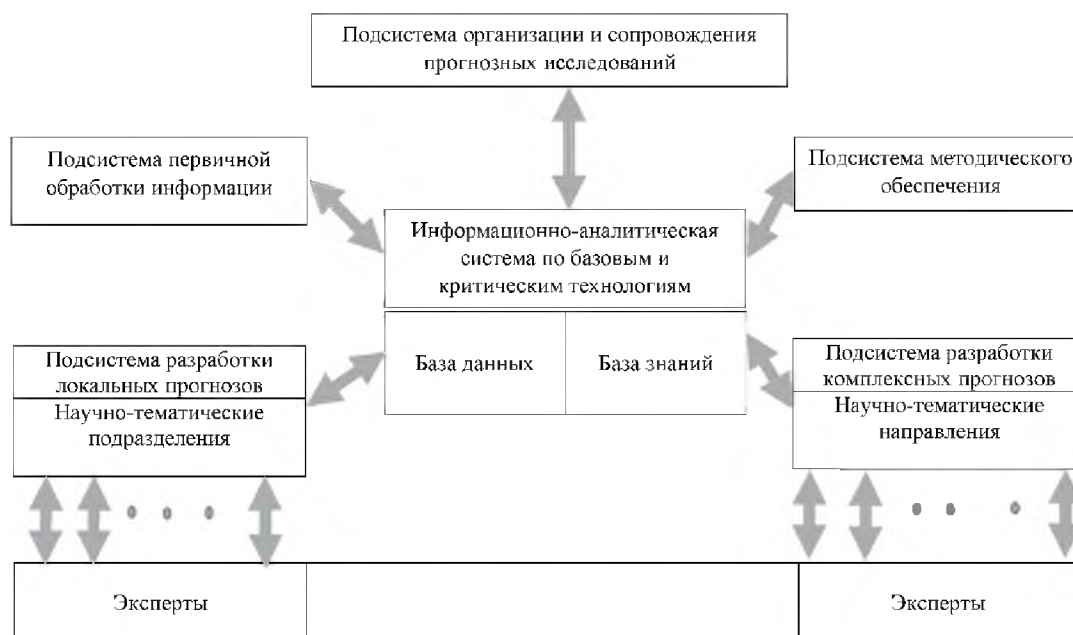 Подсистема организации и сопровождения
прогнозных исследований
Подсистема первичной
обработки информации
Подсистема методического
обеспечения
Информационно-аналитическая
система по базовым и
критическим технологиям
База данных
База знаний
Подсистема разработки
локальных прогнозов
Научно-тематические
подразделения
Подсистема разработки
комплексных прогнозов
Научно-тематические
направления
Эксперты
Эксперты